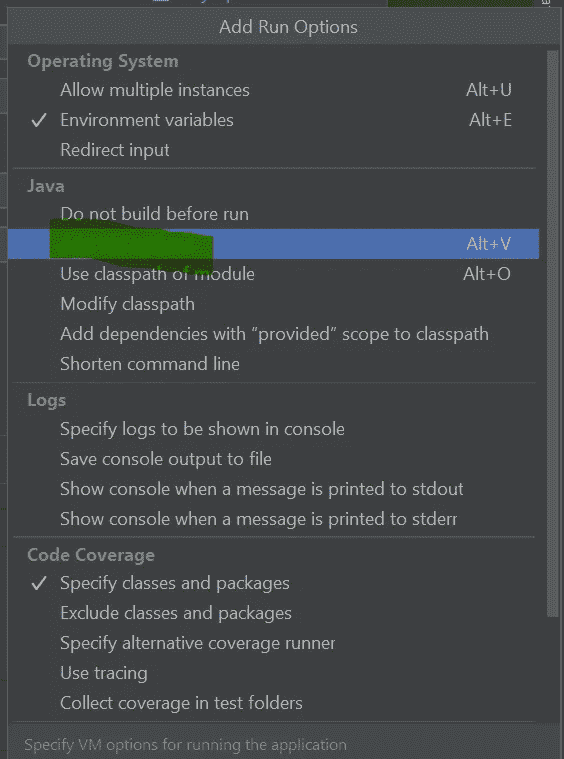 Add Run Options
Operating System
Allow multiple instances Alt+U
Environment variables Alt+E
Redirect input
Java
Do not build before run
Alt+V
Use classpath of module Alt+O
Modify classpath
Add dependencies with "provided" scope to classpath
Shorten command line
Logs
Specify logs to be shown in console
Save console output to file
Show console when a message is printed to stdout
Show console when a message is printed to stderr
Code Coverage
Specify classes and packages
Exclude classes and packages
Specify alternative coverage runner
Use tracing
Collect coverage in test folders
Specify VM options for running the application